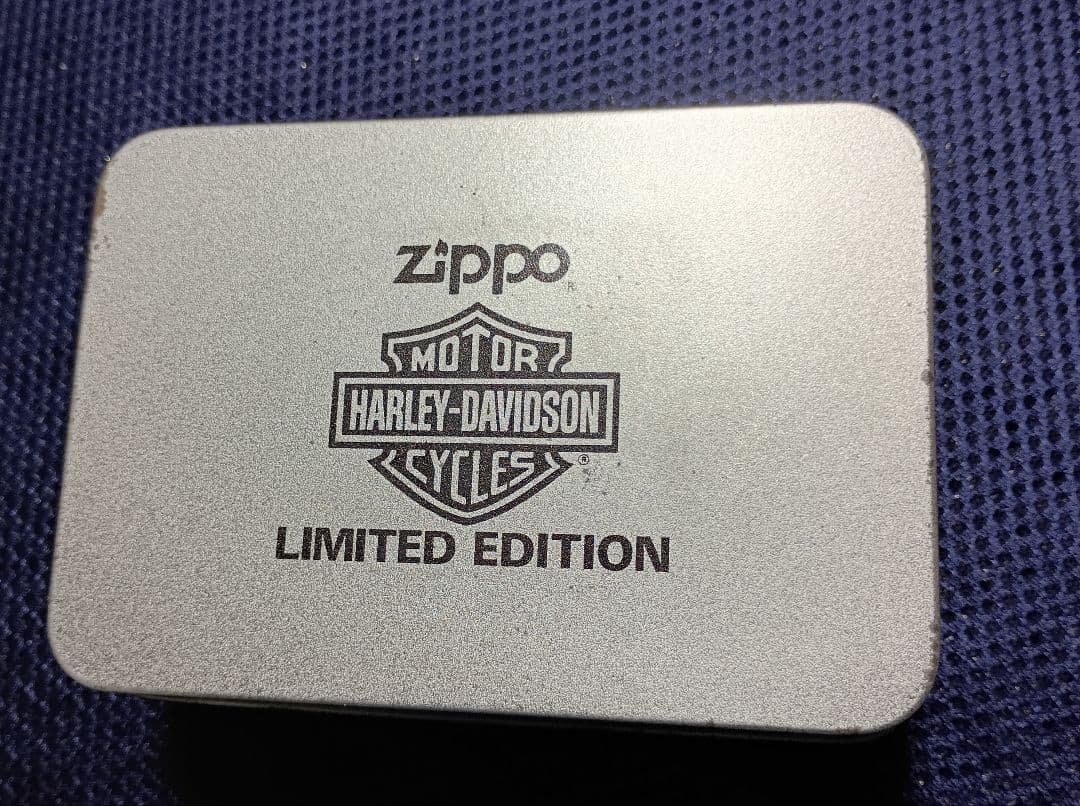 Zippo
®
MOTOR
HARLEY-DAVIDSON
CYCLES
®
LIMITED EDITION